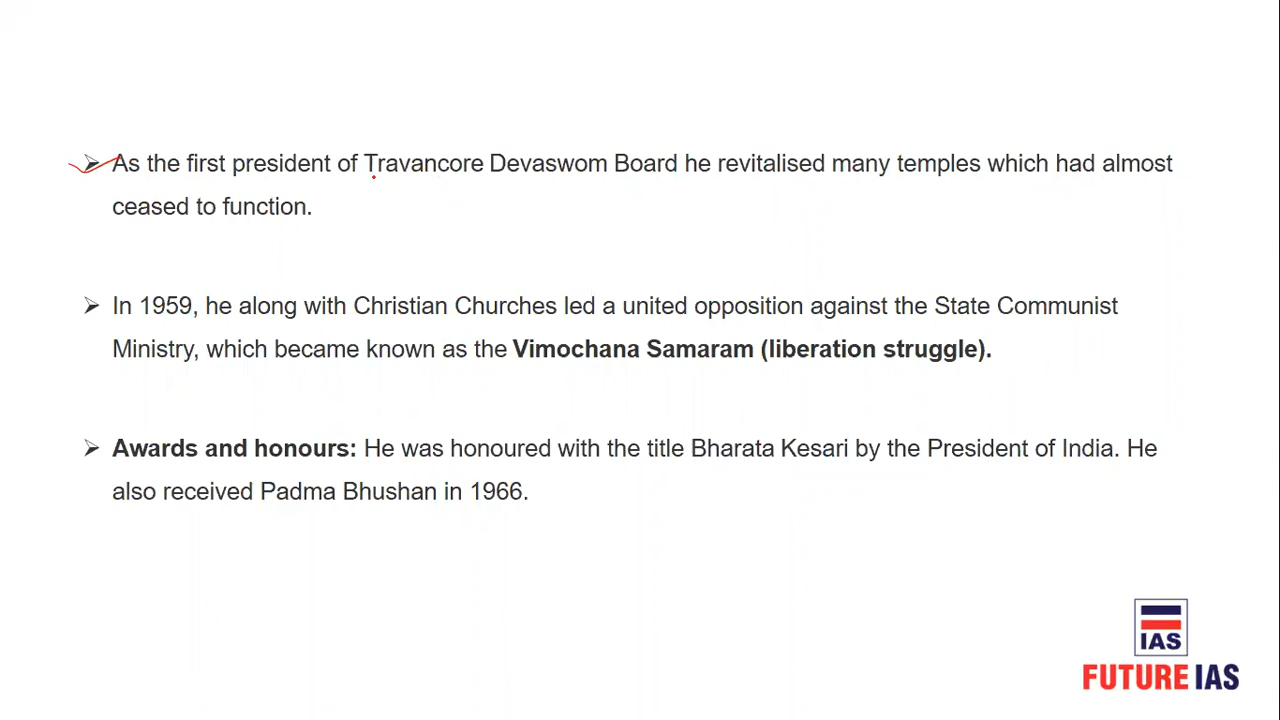 As the first president of Travancore Devaswom Board he revitalised many temples which had almost
ceased to function.
In 1959, he along with Christian Churches led a united opposition against the State Communist
Ministry, which became known as the Vimochana Samaram (liberation struggle).
Awards and honours: He was honoured with the title Bharata Kesari by the President of India. He
also received Padma Bhushan in 1966.
IAS
FUTURE IAS